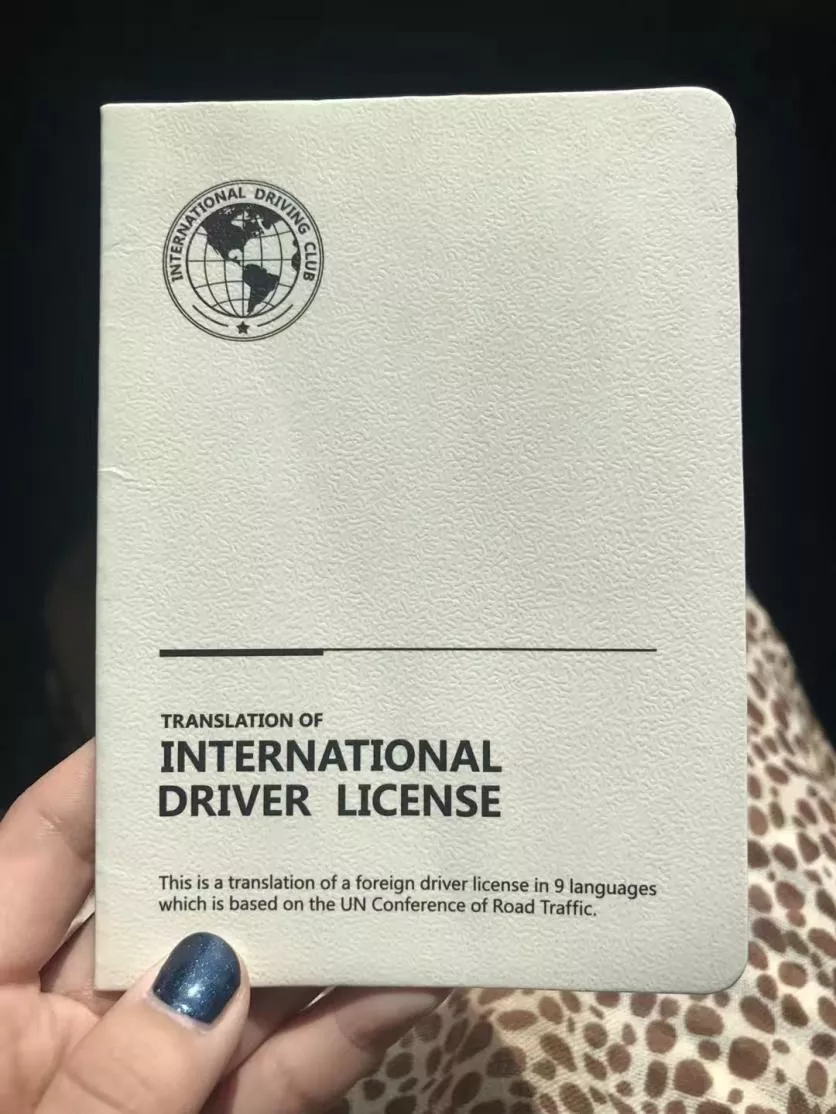 INTERNATIONAL DRIVING CLUB
TRANSLATION OF
INTERNATIONAL
DRIVER LICENSE
This is a translation of a foreign driver license in 9 languages
which is based on the UN Conference of Road Traffic.